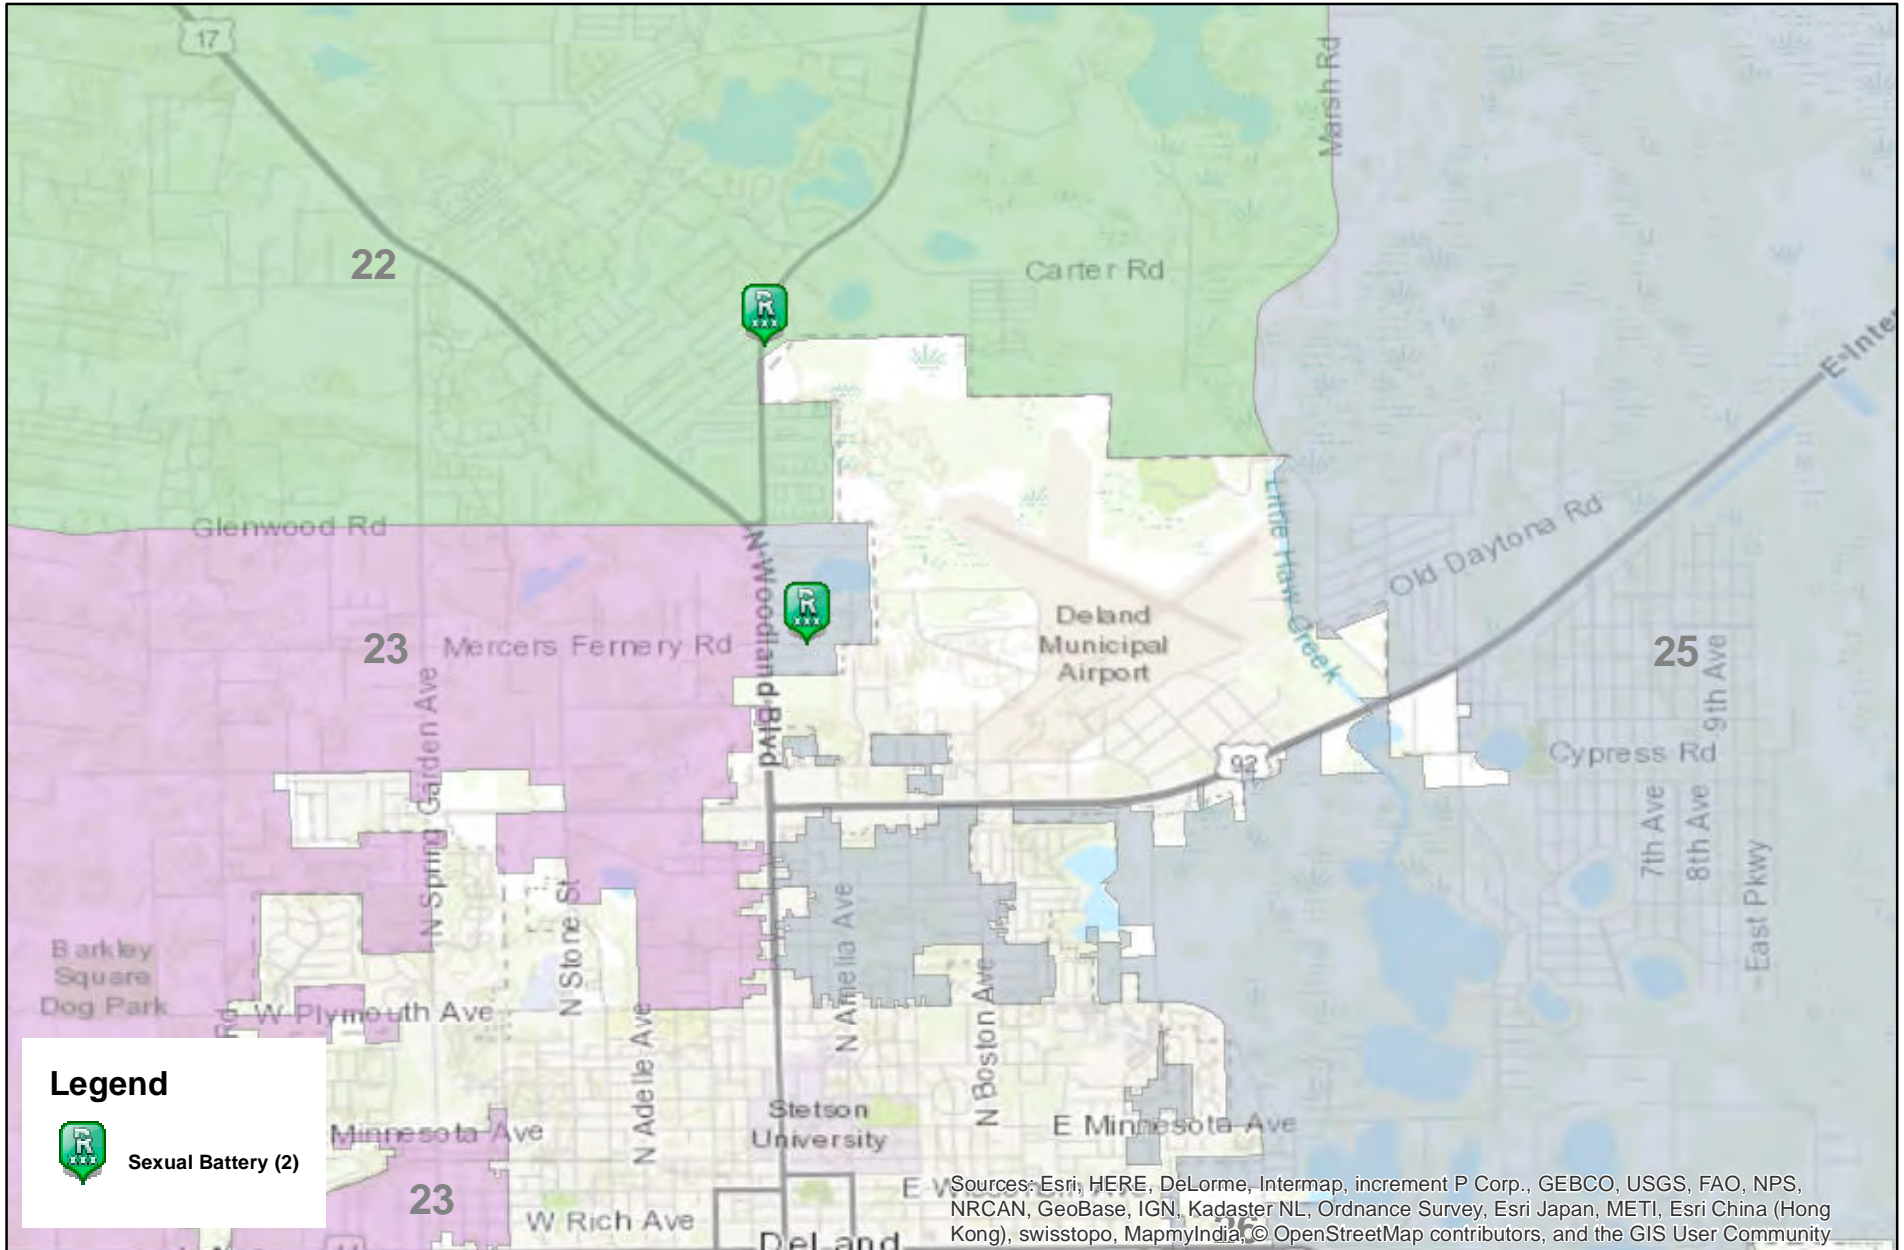 17
Marsh Rd
22
Carter Rd
R
xxx
E Inte
Glenwood Rd
Old Daytona Rd
Little Haw Creek
N Woodland Blvd
R
xxx
Deland
Municipal
Airport
23
Mercers Fernery Rd
25
9th Ave
N Spring Garden Ave
92
Cypress Rd
7th Ave
8th Ave
East Pkwy
N Stone St
N Amelia Ave
Barkley
Square
Dog Park
N Boston Ave
W Plymouth Ave
Rd
N Adelle Ave
Legend
R
xxx
Sexual Battery (2)
Minnesota Ave
Stetson
University
E Minnesota Ave
23
W Rich Ave
DeLand
26
Sources: Esri, HERE, DeLorme, Intermap, increment P Corp., GEBCO, USGS, FAO, NPS,
NRCAN, GeoBase, IGN, Kadaster NL, Ordnance Survey, Esri Japan, METI, Esri China (Hong
Kong), swisstopo, MapmyIndia, © OpenStreetMap contributors, and the GIS User Community